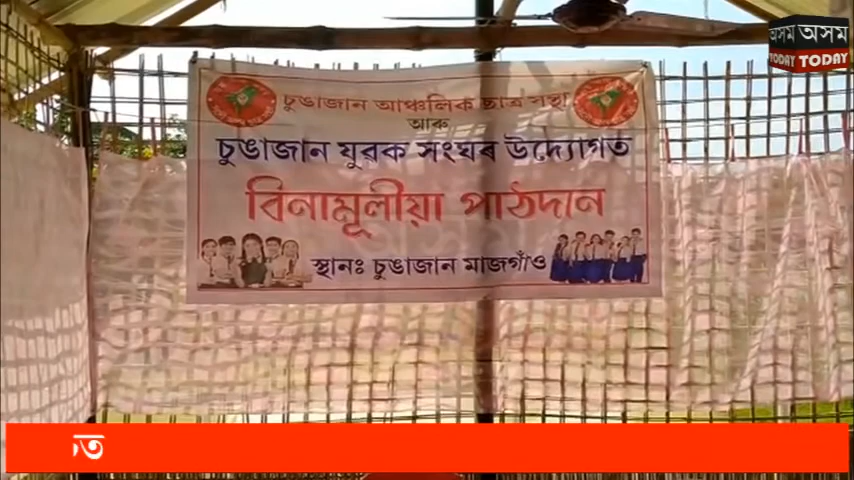 অসম অসম
TODAY TODAY
চুঙাজান আঞ্চলিক ছাত্ৰ সন্থা
আৰু
চুঙাজান যুৱক সংঘৰ উদ্যোগত
বিনামূলীয়া পাঠদান
স্থানঃ চুঙাজান মাজগাঁও